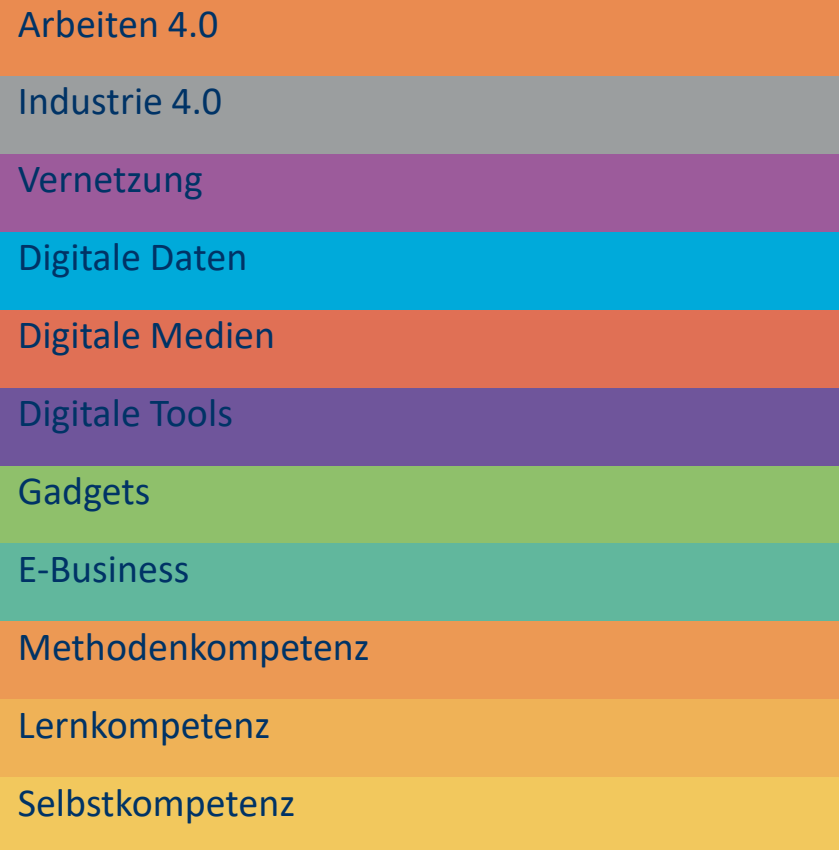 Arbeiten 4.0
Industrie 4.0
Vernetzung
Digitale Daten
Digitale Medien
Digitale Tools
Gadgets
E-Business
Methodenkompetenz
Lernkompetenz
Selbstkompetenz